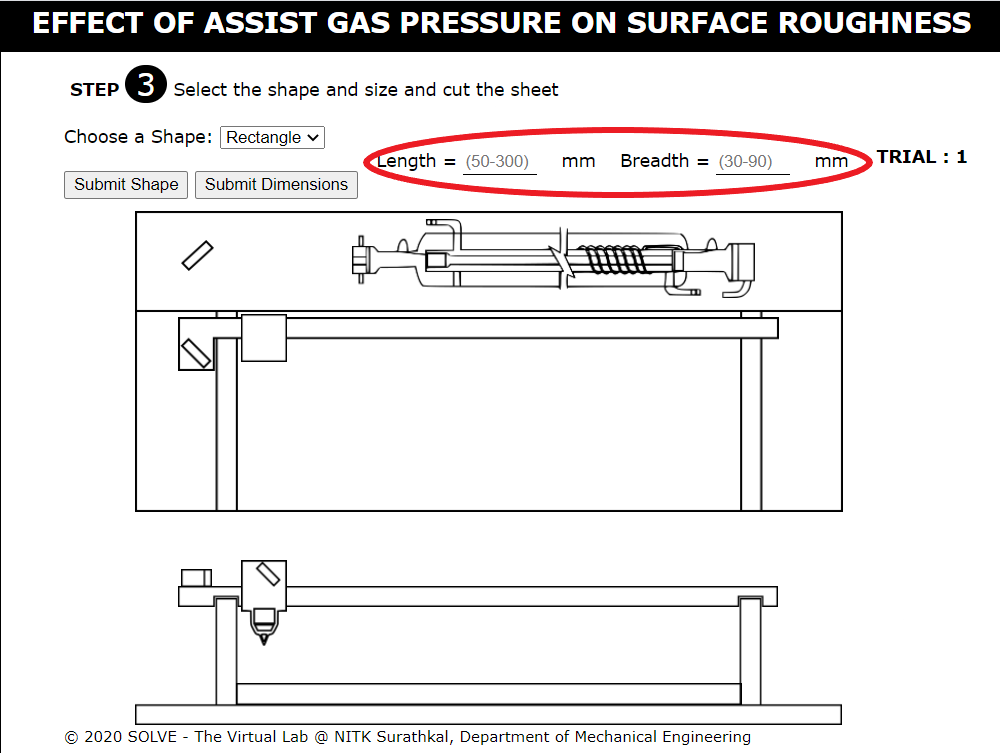 EFFECT OF ASSIST GAS PRESSURE ON SURFACE ROUGHNESS
STEP 3 Select the shape and size and cut the sheet
Choose a Shape: Rectangle
Length = (50-300) mm Breadth = (30-90) mm TRIAL : 1
Submit Shape Submit Dimensions
© 2020 SOLVE - The Virtual Lab @ NITK Surathkal, Department of Mechanical Engineering